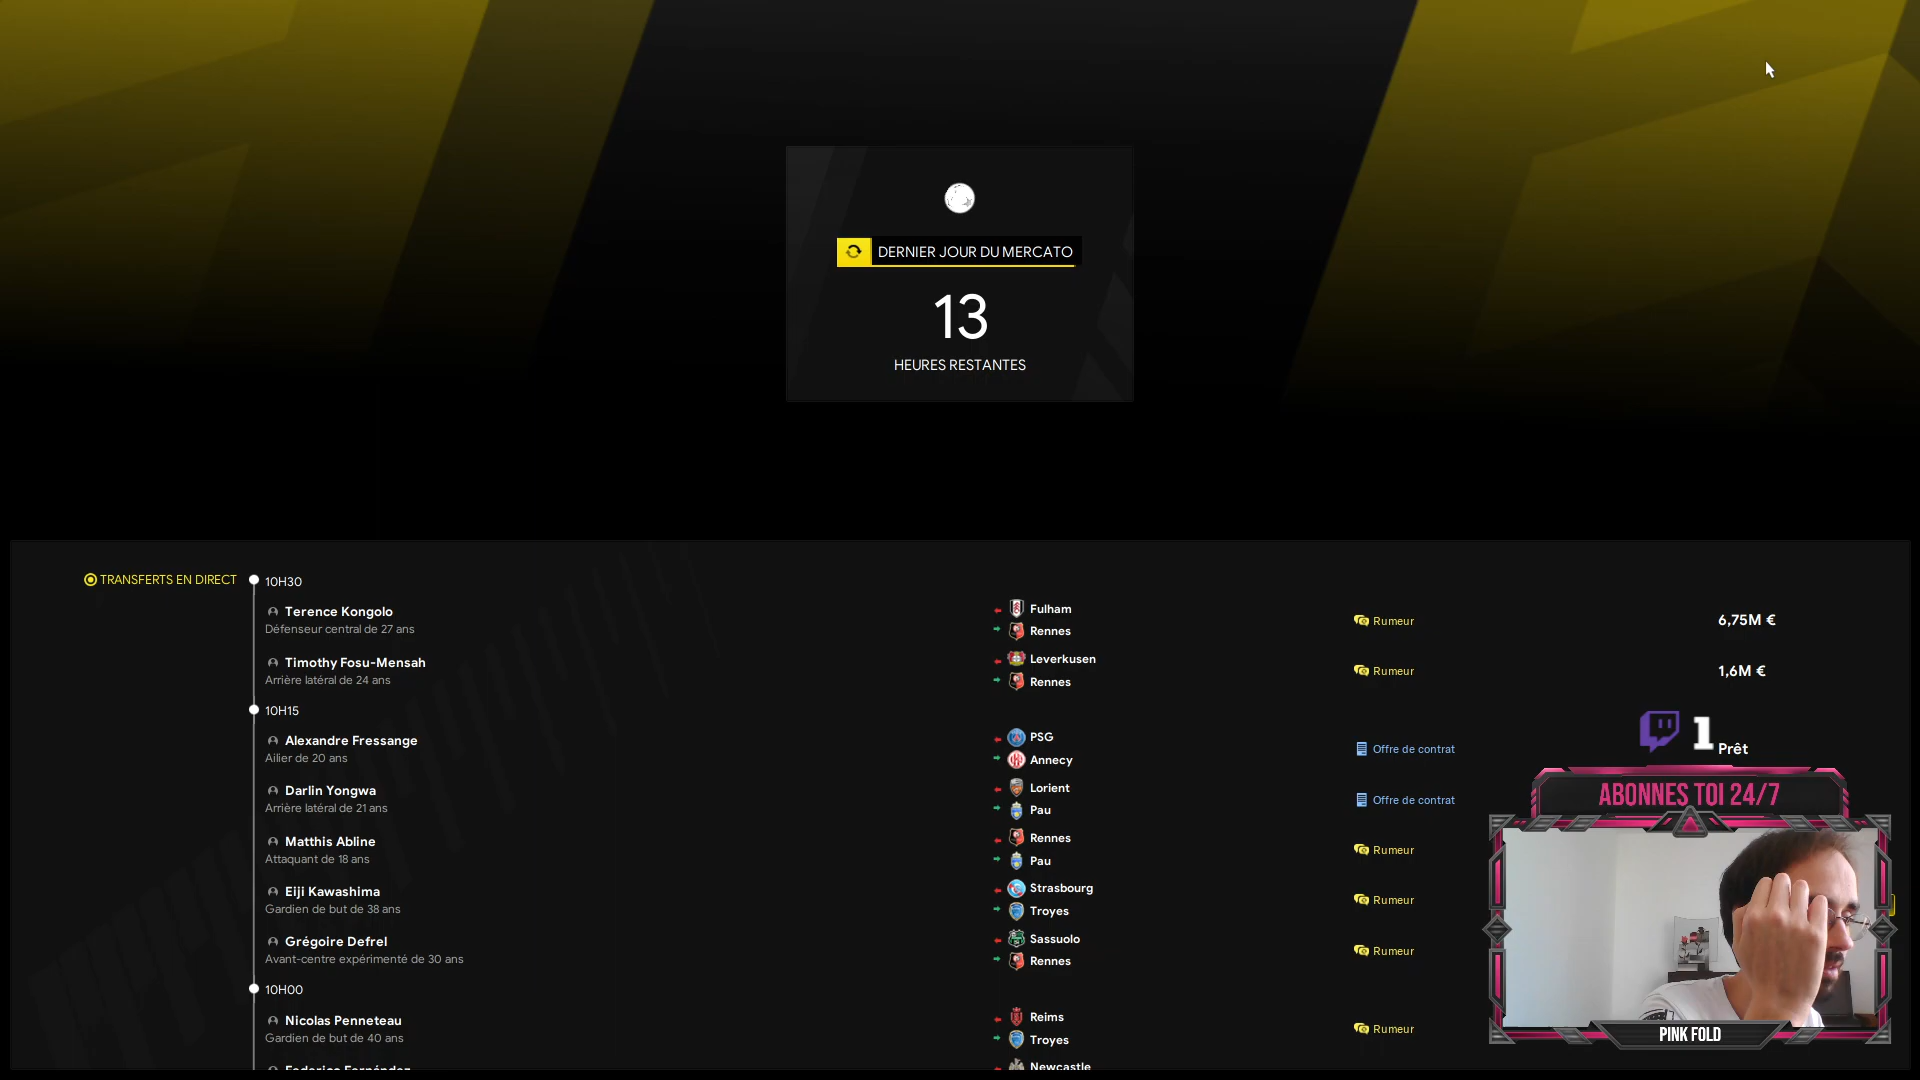 DERNIER JOUR DU MERCATO
13
HEURES RESTANTES
TRANSFERTS EN DIRECT
10H30
Terence Kongolo
Défenseur central de 27 ans
Fulham
Rennes
Rumeur
6,75M €
Timothy Fosu-Mensah
Arrière latéral de 24 ans
Leverkusen
Rennes
Rumeur
1,6M €
10H15
Alexandre Fressange
Ailier de 20 ans
PSG
Annecy
Offre de contrat
Darlin Yongwa
Arrière latéral de 21 ans
Lorient
Pau
Offre de contrat
Matthis Abline
Attaquant de 18 ans
Rennes
Pau
Rumeur
Eiji Kawashima
Gardien de but de 38 ans
Strasbourg
Troyes
Rumeur
Grégoire Defrel
Avant-centre expérimenté de 30 ans
Sassuolo
Rennes
Rumeur
10H00
Nicolas Penneteau
Gardien de but de 40 ans
Reims
Troyes
Rumeur
Federico Fernández
Newcastle
1
Prêt
ABONNES TOI 24/7
PINK FOLD